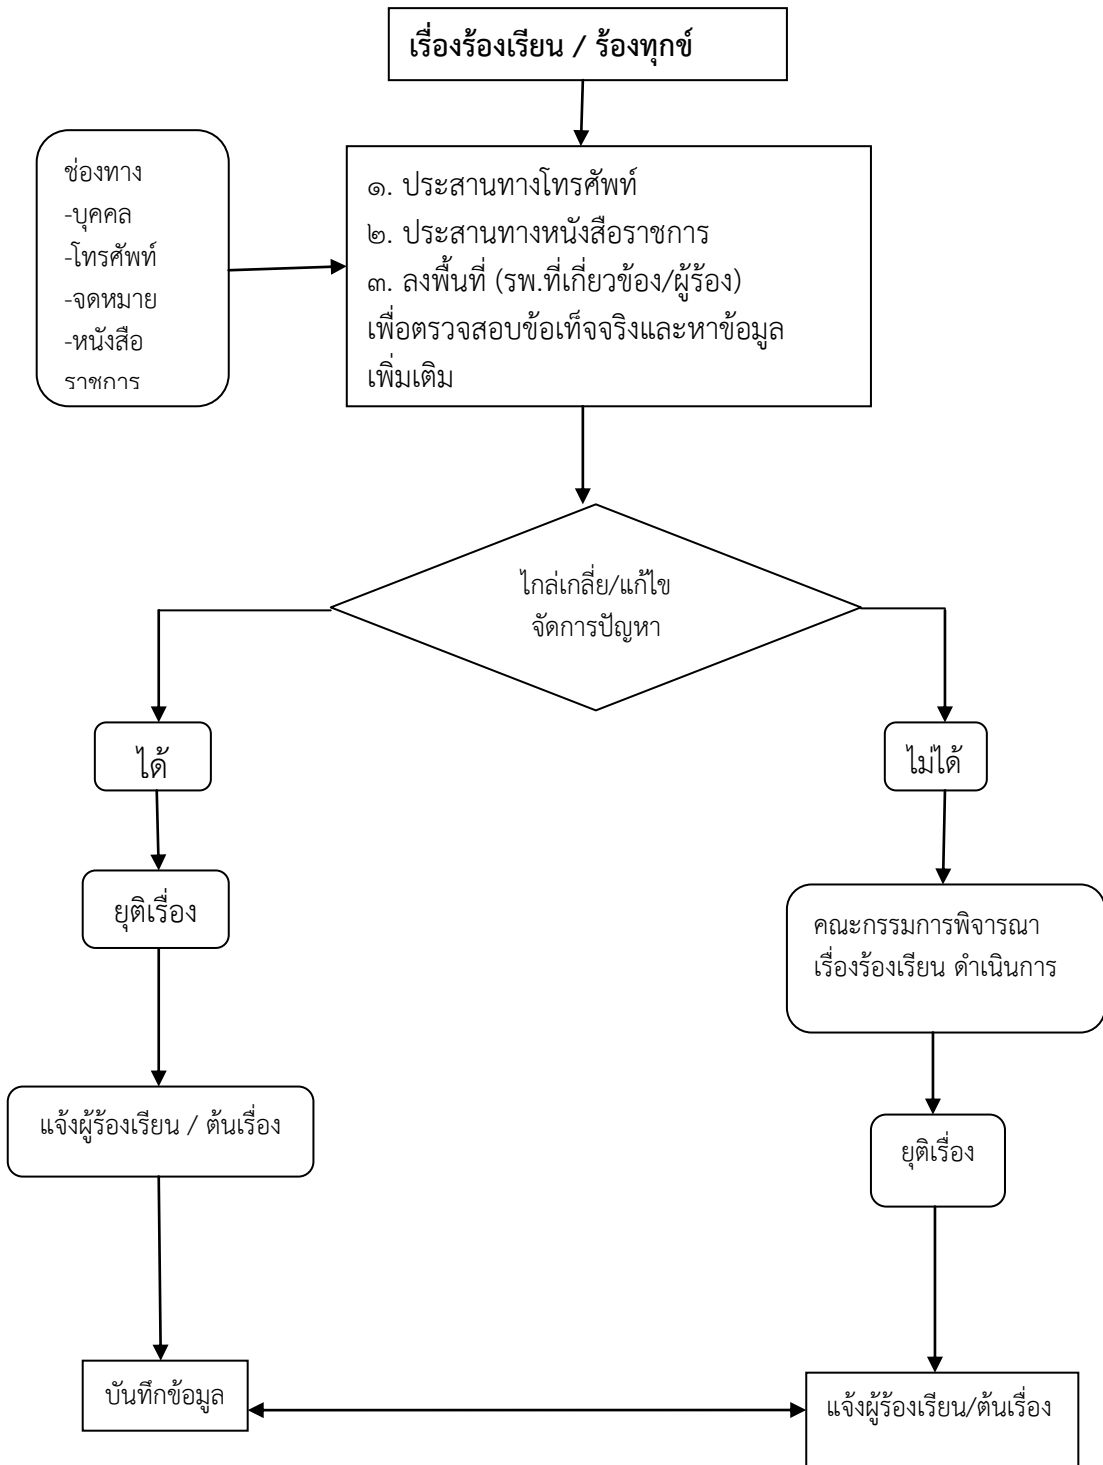 เรื่องร้องเรียน / ร้องทุกข์
ช่องทาง
-บุคคล
-โทรศัพท์
-จดหมาย
-หนังสือ
ราชการ
๑. ประสานทางโทรศัพท์
๒. ประสานทางหนังสือราชการ
๓. ลงพื้นที่ (รพ.ที่เกี่ยวข้อง/ผู้ร้อง)
เพื่อตรวจสอบข้อเท็จจริงและหาข้อมูล
เพิ่มเติม
ไกล่เกลี่ย/แก้ไข
จัดการปัญหา
ได้
ไม่ได้
ยุติเรื่อง
คณะกรรมการพิจารณา
เรื่องร้องเรียน ดำเนินการ
แจ้งผู้ร้องเรียน / ต้นเรื่อง
ยุติเรื่อง
บันทึกข้อมูล
แจ้งผู้ร้องเรียน/ต้นเรื่อง